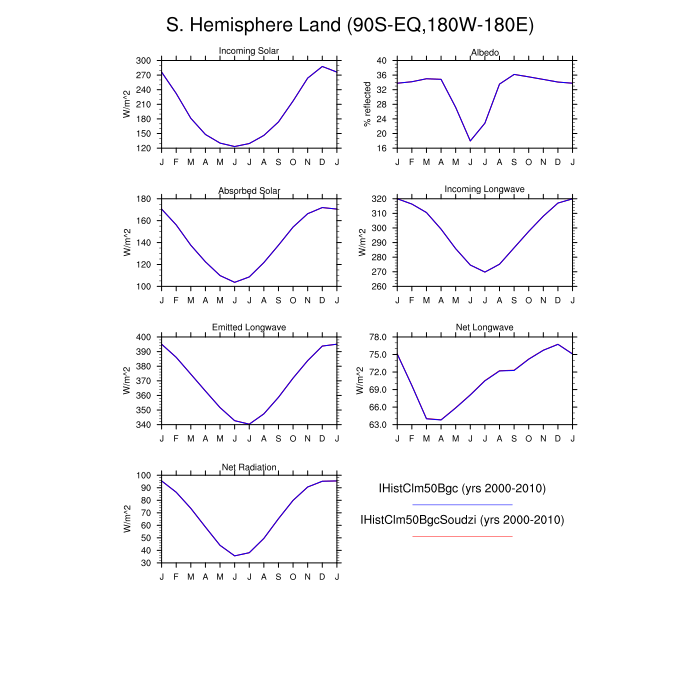 S. Hemisphere Land (90S-EQ,180W-180E)
Incoming Solar
300
270
240
210
180
150
120
W/m^2
J F M A M J J A S O N D J
Albedo
40
36
32
28
24
20
16
% reflected
J F M A M J J A S O N D J
Absorbed Solar
180
160
140
120
100
W/m^2
J F M A M J J A S O N D J
Incoming Longwave
320
310
300
290
280
270
260
W/m^2
J F M A M J J A S O N D J
Emitted Longwave
400
390
380
370
360
350
340
W/m^2
J F M A M J J A S O N D J
Net Longwave
78.0
75.0
72.0
69.0
66.0
63.0
W/m^2
J F M A M J J A S O N D J
Net Radiation
100
90
80
70
60
50
40
30
W/m^2
J F M A M J J A S O N D J
IHistClm50Bgc (yrs 2000-2010)
IHistClm50BgcSoudzi (yrs 2000-2010)